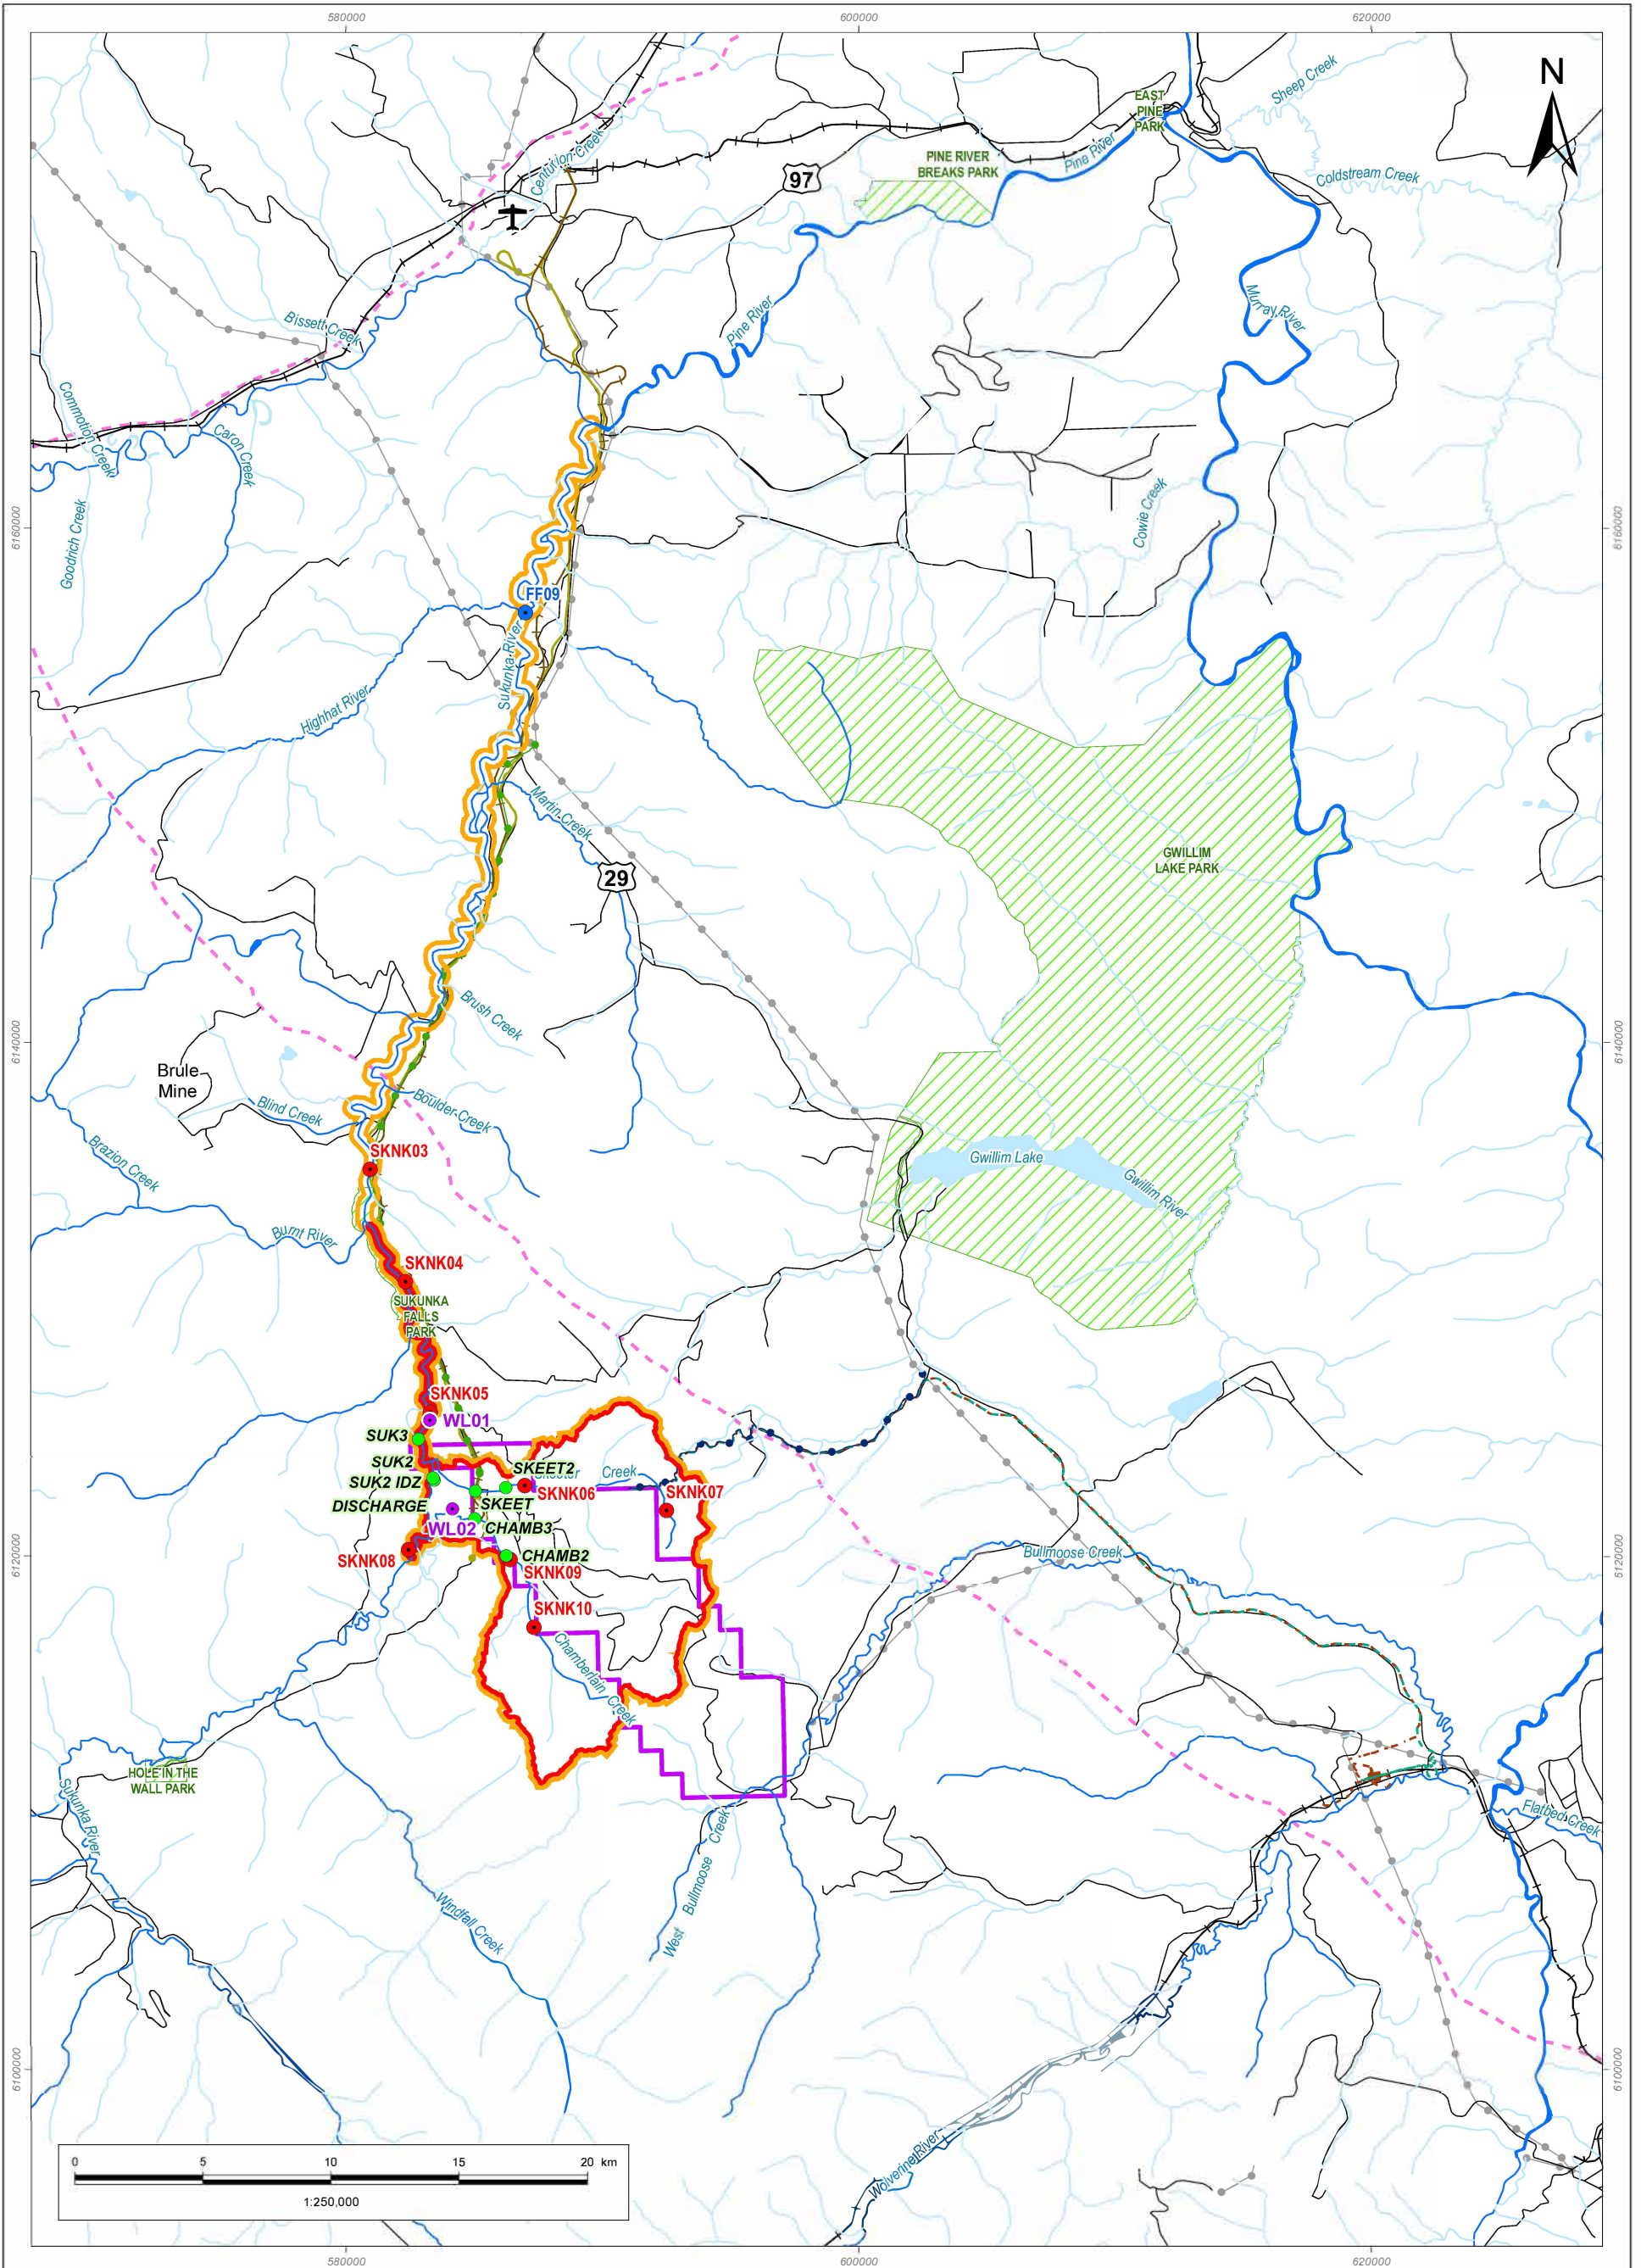 580000
600000
620000
N
Sheep Creek
EAST
PINE
PARK
Centurion Creek
Pine River
PINE RIVER
BREAKS PARK
97
Coldstream Creek
Murray River
Pine River
Bissett Creek
Commotion Creek
Caron Creek
Goodrich Creek
Cowie Creek
6160000
6160000
FF09
Sukunka River
Highhat River
Martin Creek
GWILLIM
LAKE PARK
29
Brush Creek
6140000
6140000
Brule
Mine
Blind Creek
Boulder Creek
Brazion Creek
SKNK03
Gwillim Lake
Gwillim River
Burnt River
SKNK04
SUKUNKA
FALLS
PARK
SKNK05
WL01
SUK3
SUK2
SKEET2
Creek
SUK2 IDZ
SKNK06
SKNK07
DISCHARGE
SKEET
WL02
CHAMB3
SKNK08
CHAMB2
SKNK09
Bullmoose Creek
6120000
6120000
SKNK10
Chamberlain Creek
HOLE IN THE
WALL PARK
Sukunka River
Flatbed Creek
West Bullmoose Creek
Windfall Creek
6100000
6100000
Wolverine River
0 5 10 15 20 km
1:250,000
580000
600000
620000